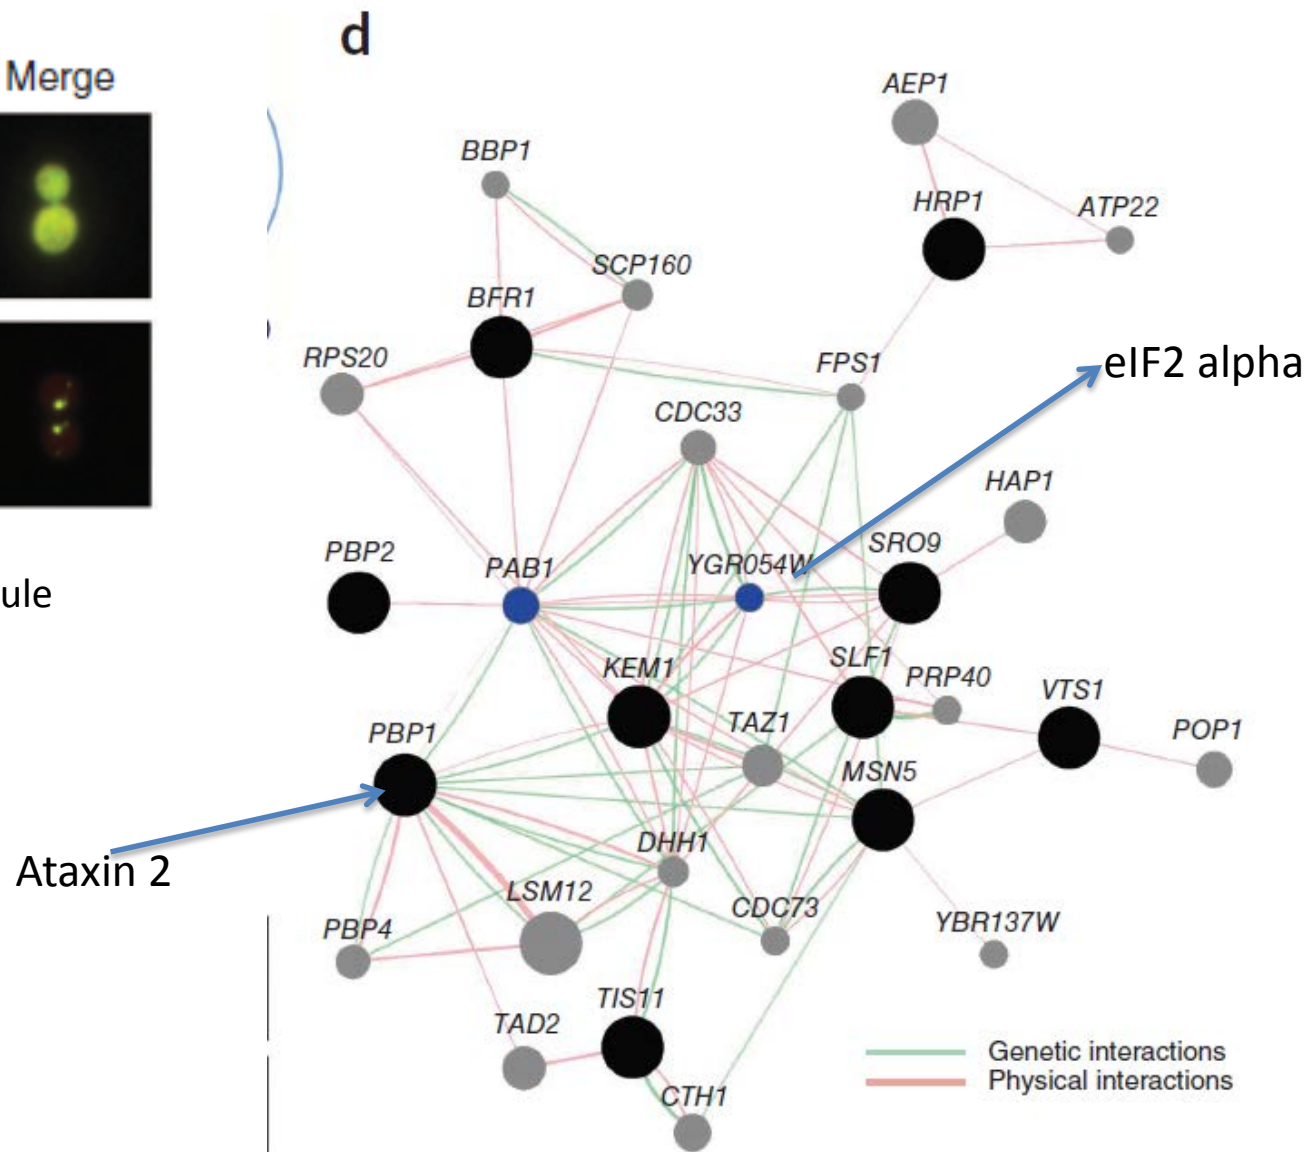 d
Merge
AEP1
BBP1
HRP1
ATP22
SCP160
BFR1
RPS20
FPS1
eIF2 alpha
CDC33
HAP1
PBP2
PAB1
YGR054W
SRO9
ule
KEM1
SLF1
PRP40
VTS1
TAZ1
POP1
PBP1
MSN5
DHH1
Ataxin 2
LSM12
CDC73
YBR137W
PBP4
TIS11
TAD2
Genetic interactions
Physical interactions
CTH1